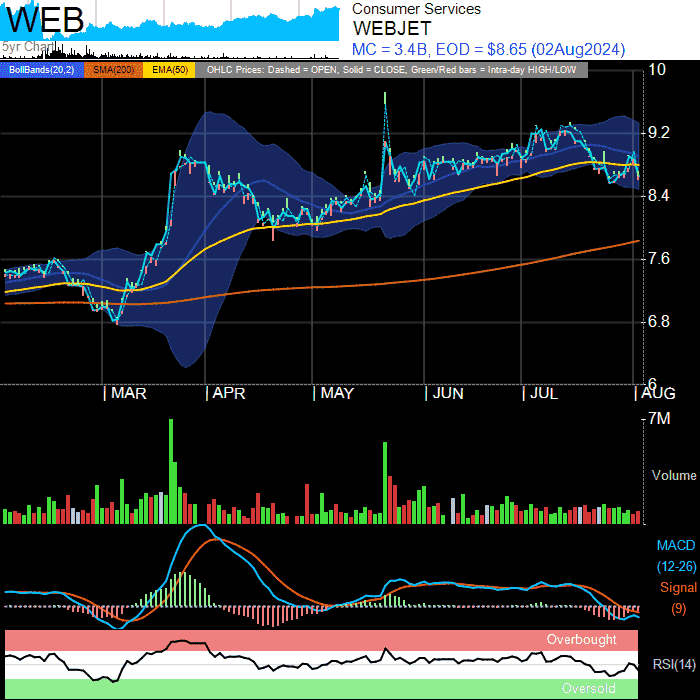 WEB
5yr Chart
Consumer Services
WEBJET
MC = 3.4B, EOD = $8.65 (02Aug2024)
BollBands(20,2) SMA(200) EMA(50) OHLC Prices: Dashed = OPEN, Solid = CLOSE, Green/Red bars = Intra-day HIGH/LOW
10
9.2
8.4
7.6
6.8
6
MAR APR MAY JUN JUL AUG
7M
Volume
MACD
(12-26)
Signal
(9)
Overbought
RSI(14)
Oversold